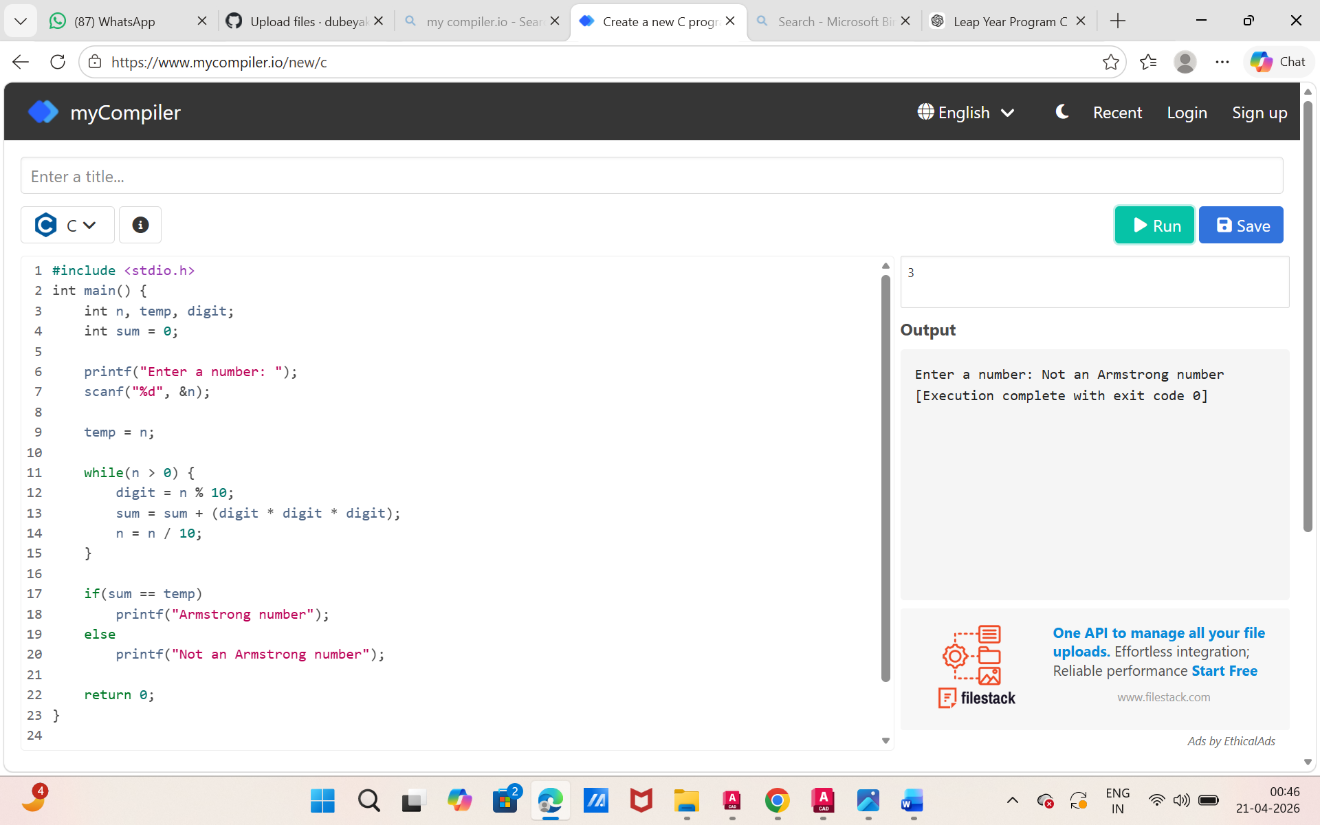 (87) WhatsApp
Upload files · dubeyak
my compiler.io - Sear
Create a new C progr
Search - Microsoft Bin
Leap Year Program C
https://www.mycompiler.io/new/c
Chat
myCompiler
English
Recent
Login
Sign up
Enter a title...
C
Run
Save
1 #include <stdio.h>
2 int main() {
3     int n, temp, digit;
4     int sum = 0;
5
6     printf("Enter a number: ");
7     scanf("%d", &n);
8
9     temp = n;
10
11     while(n > 0) {
12         digit = n % 10;
13         sum = sum + (digit * digit * digit);
14         n = n / 10;
15     }
16
17     if(sum == temp)
18         printf("Armstrong number");
19     else
20         printf("Not an Armstrong number");
21
22     return 0;
23 }
24
3
Output
Enter a number: Not an Armstrong number
[Execution complete with exit code 0]
One API to manage all your file
uploads. Effortless integration;
Reliable performance Start Free
filestack
www.filestack.com
Ads by EthicalAds
4
2
ENG
IN
00:46
21-04-2026